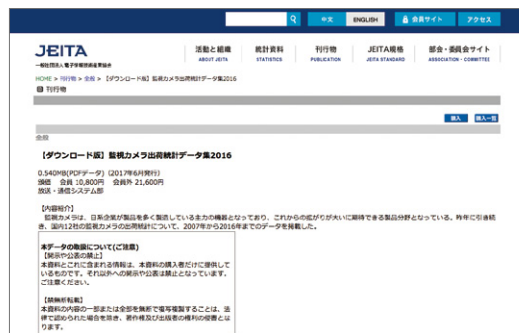 中文
ENGLISH
会員サイト
アクセス
JEITA
一般社団法人 電子情報技術産業協会
活動と組織
ABOUT JEITA
統計資料
STATISTICS
刊行物
PUBLICATION
JEITA規格
JEITA STANDARD
部会・委員会サイト
ASSOCIATION・COMMITTEE
HOME > 刊行物 > 全般 > 【ダウンロード版】監視カメラ出荷統計データ集2016
刊行物
購入
購入一覧
全般
【ダウンロード版】監視カメラ出荷統計データ集2016
0.540MB(PDFデータ) (2017年6月発行)
頒価 会員 10,800円 会員外 21,600円
放送・通信システム部
【内容紹介】
監視カメラは、日系企業が製品を多く製造している主力の機器となっており、これからの広がりが大いに期待できる製品分野となっている。昨年に引き続
き、国内12社の監視カメラの出荷統計について、2007年から2016年までのデータを掲載した。
本データの取扱について(ご注意)
【開示や公表の禁止】
本資料とこれに含まれる情報は、本資料の購入者だけに提供して
いるものです。それ以外への開示や公表は禁止となっています。
ご注意ください。
【禁無断転載】
本資料の内容の一部または全部を無断で複写複製することは、法
律で認められた場合を除き、著作権及び出版者の権利の侵害とな
ります。